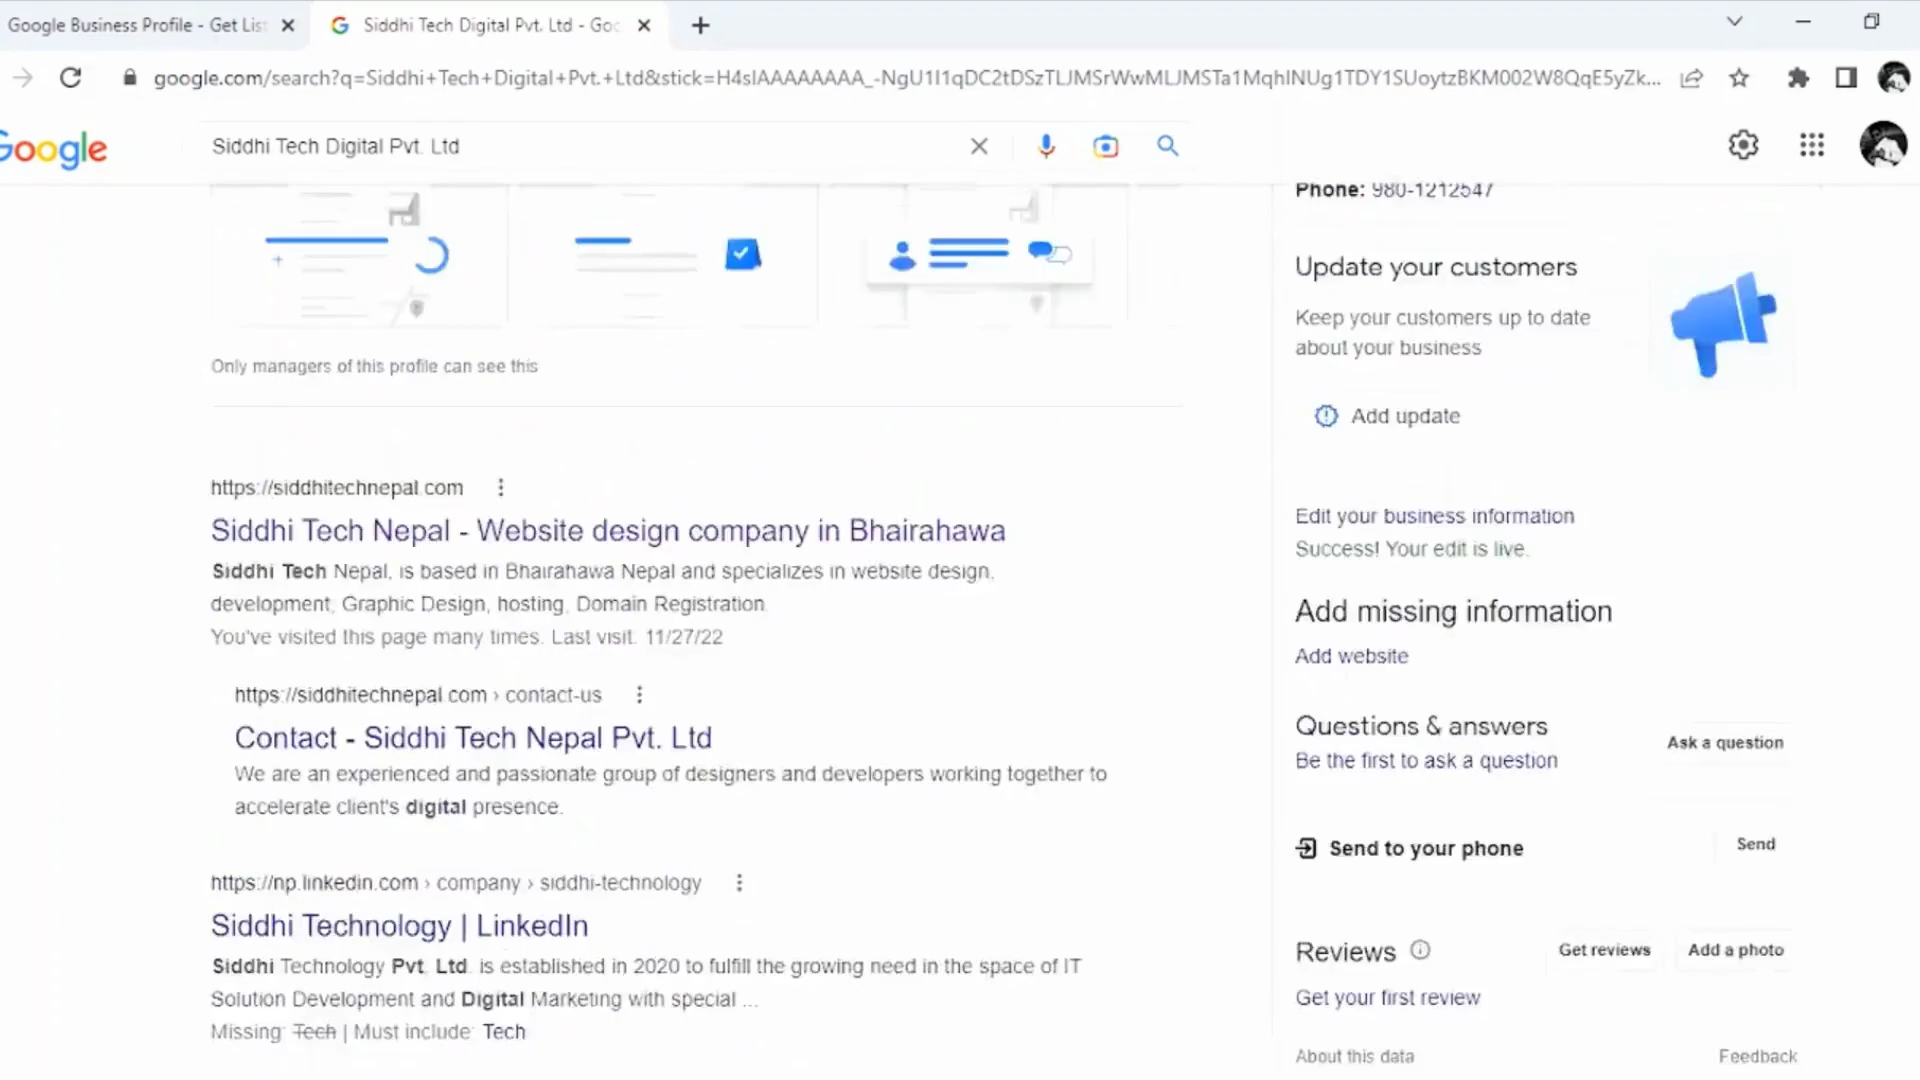 Google Business Profile - Get List
Siddhi Tech Digital Pvt. Ltd - Goo
google.com/search?q=Siddhi+Tech+Digital+Pvt.+Ltd&stick=
Google
Siddhi Tech Digital Pvt. Ltd
Only managers of this profile can see this
https://siddhitechnepal.com
Siddhi Tech Nepal - Website design company in Bhairahawa
Siddhi Tech Nepal, is based in Bhairahawa Nepal and specializes in website design,
development, Graphic Design, hosting, Domain Registration.
You've visited this page many times. Last visit: 11/27/22
https://siddhitechnepal.com › contact-us
Contact - Siddhi Tech Nepal Pvt. Ltd
We are an experienced and passionate group of designers and developers working together to
accelerate client's digital presence.
https://np.linkedin.com › company › siddhi-technology
Siddhi Technology | LinkedIn
Siddhi Technology Pvt. Ltd. is established in 2020 to fulfill the growing need in the space of IT
Solution Development and Digital Marketing with special ...
Missing: Tech | Must include: Tech
Phone: 980-1212547
Update your customers
Keep your customers up to date
about your business
Add update
Edit your business information
Success! Your edit is live.
Add missing information
Add website
Questions & answers
Ask a question
Be the first to ask a question
Send to your phone
Send
Reviews
Get reviews
Add a photo
Get your first review
About this data
Feedback